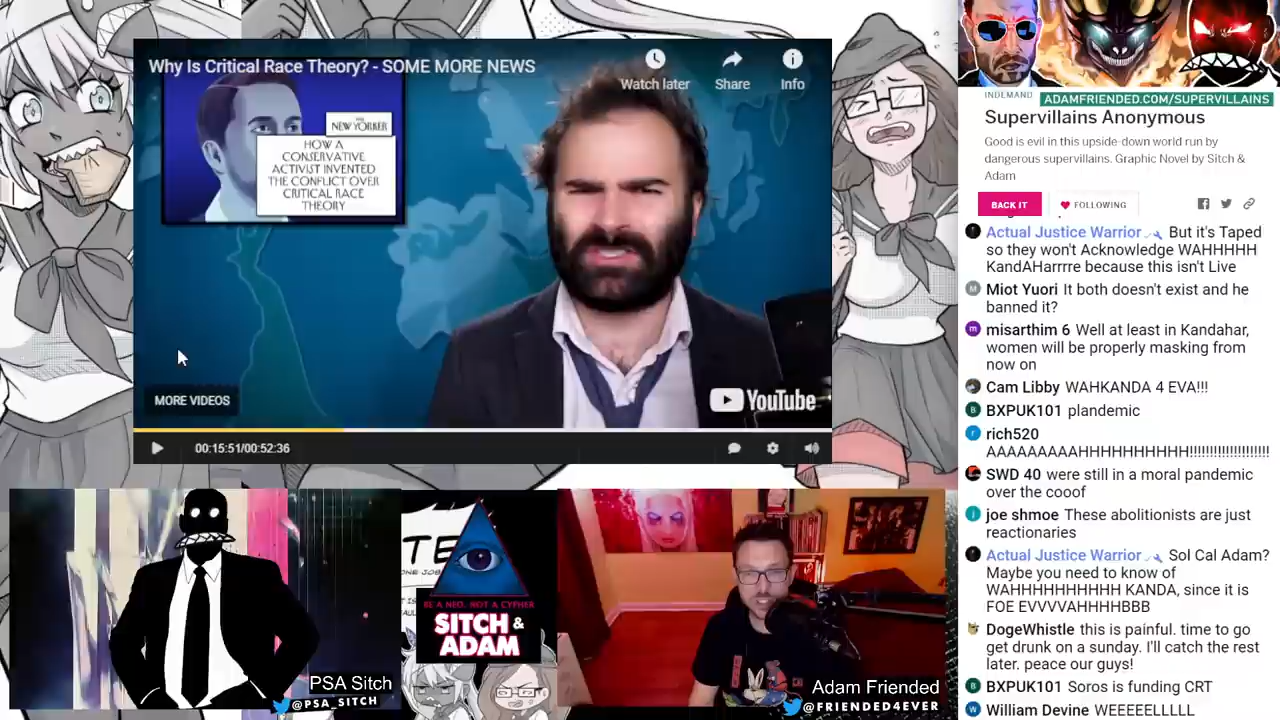 Why Is Critical Race Theory? - SOME MORE NEWS
Watch later
Share
Info
THE
NEW YORKER
HOW A
CONSERVATIVE
ACTIVIST INVENTED
THE CONFLICT OVER
CRITICAL RACE
THEORY
MORE VIDEOS
YouTube
00:15:51/00:52:36
BE A NEO, NOT A CYPHER
SITCH &
ADAM
PSA Sitch
@PSA_SITCH
Adam Friended
@FRIENDED4EVER
INDEMAND
ADAMFRIENDED.COM/SUPERVILLAINS
Supervillains Anonymous
Good is evil in this upside-down world run by
dangerous supervillains. Graphic Novel by Sitch &
Adam
BACK IT
FOLLOWING
Actual Justice Warrior But it's Taped
so they won't Acknowledge WAHHHHH
KandAHarrrre because this isn't Live
Miot Yuori It both doesn't exist and he
banned it?
misarthim 6 Well at least in Kandahar,
women will be properly masking from
now on
Cam Libby WAHKANDA 4 EVA!!!
BXPUK101 plandemic
rich520
AAAAAAAAAHHHHHHHHHH!!!!!!!!!!!!!!!!!!!!!
SWD 40 were still in a moral pandemic
over the cooof
joe shmoe These abolitionists are just
reactionaries
Actual Justice Warrior Sol Cal Adam?
Maybe you need to know of
WAHHHHHHHHHH KANDA, since it is
FOE EVVVVAHHHHBBB
DogeWhistle this is painful. time to go
get drunk on a sunday. I'll catch the rest
later. peace our guys!
BXPUK101 Soros is funding CRT
William Devine WEEEEELLLLL